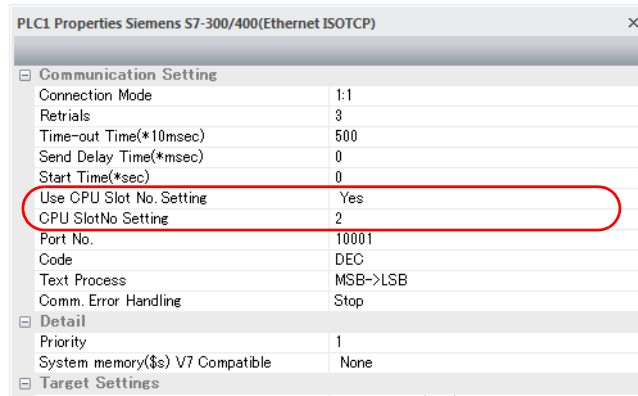 PLC1 Properties Siemens S7-300/400(Ethernet ISOTCP)
Communication Setting
Connection Mode 1:1
Retrials 3
Time-out Time(*10msec) 500
Send Delay Time(*msec) 0
Start Time(*sec) 0
Use CPU Slot No. Setting Yes
CPU SlotNo Setting 2
Port No. 10001
Code DEC
Text Process MSB->LSB
Comm. Error Handling Stop
Detail
Priority 1
System memory($s) V7 Compatible None
Target Settings